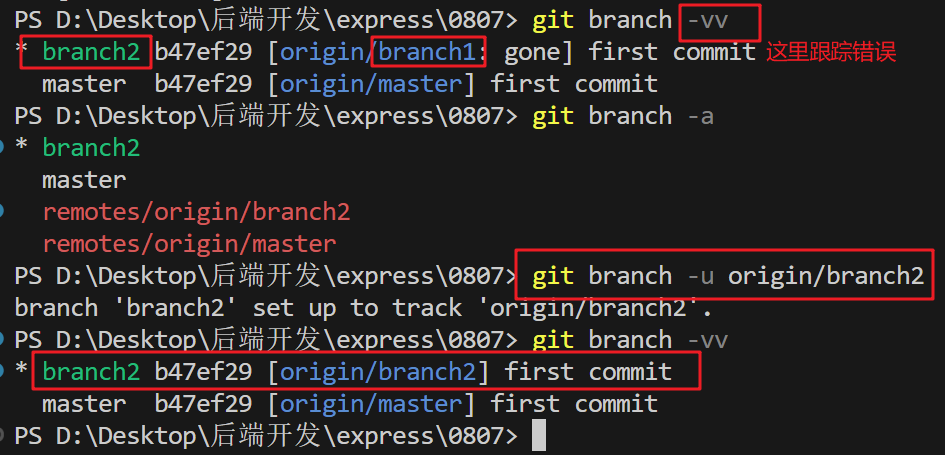 PS D:\Desktop\后端开发\express\0807> git branch -vv
* branch2 b47ef29 [origin/branch1: gone] first commit 这里跟踪错误
  master  b47ef29 [origin/master] first commit
PS D:\Desktop\后端开发\express\0807> git branch -a
* branch2
  master
  remotes/origin/branch2
  remotes/origin/master
PS D:\Desktop\后端开发\express\0807> git branch -u origin/branch2
branch 'branch2' set up to track 'origin/branch2'.
PS D:\Desktop\后端开发\express\0807> git branch -vv
* branch2 b47ef29 [origin/branch2] first commit
  master  b47ef29 [origin/master] first commit
PS D:\Desktop\后端开发\express\0807>